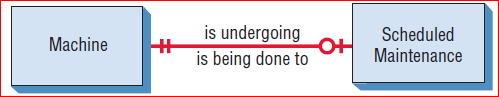 Machine
is undergoing
is being done to
Scheduled
Maintenance